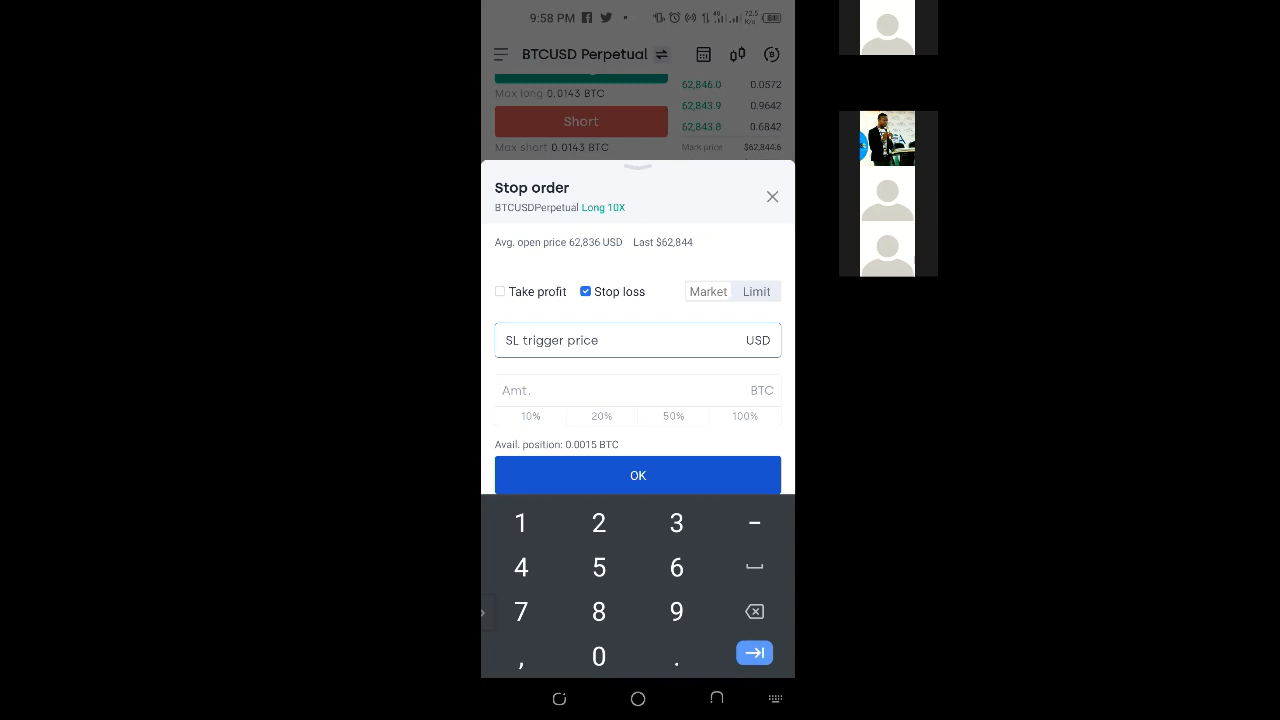 9:58 PM
4G 72.5 K/s
BTCUSD Perpetual
Max long 0.0143 BTC
Short
Max short 0.0143 BTC
62,846.0 0.0572
62,843.9 0.9642
62,843.8 0.6842
Mark price $62,844.6
Stop order
BTCUSDPerpetual Long 10X
Avg. open price 62,836 USD Last $62,844
Take profit Stop loss Market Limit
SL trigger price USD
Amt. BTC
10% 20% 50% 100%
Avail. position: 0.0015 BTC
OK
1 2 3 -
4 5 6
7 8 9
, 0 .